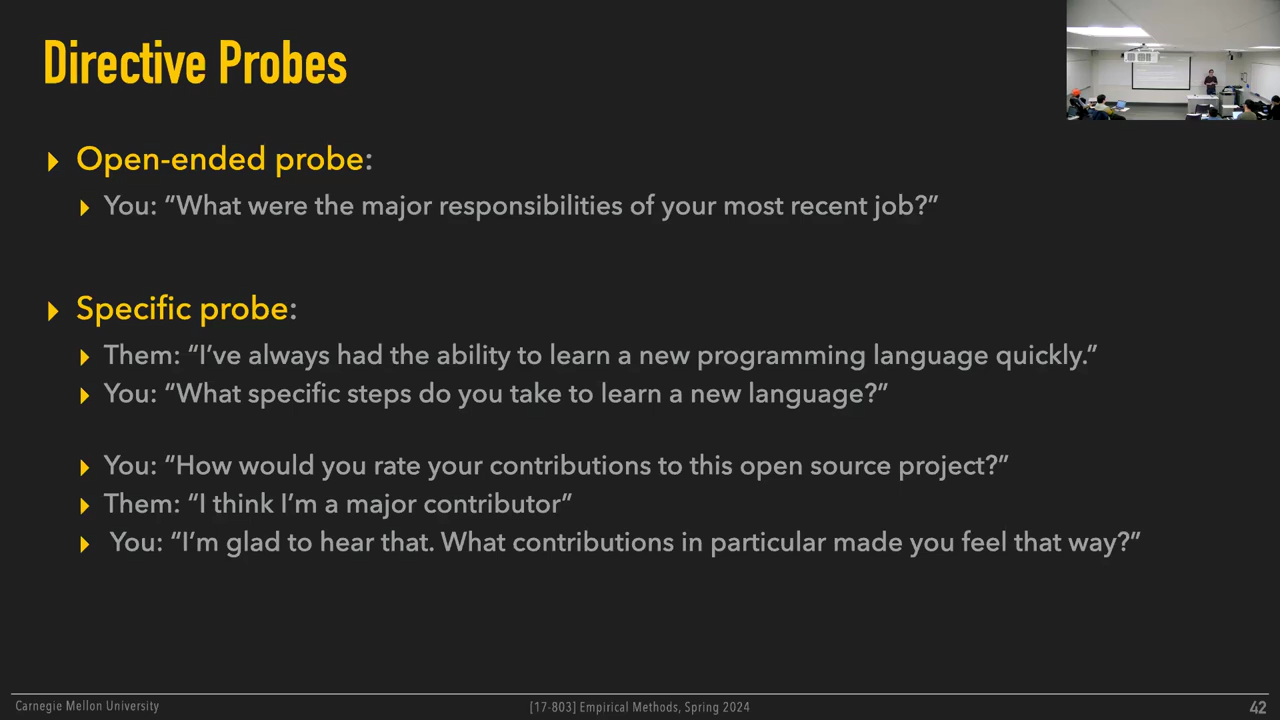 Directive Probes
Open-ended probe:
You: “What were the major responsibilities of your most recent job?”
Specific probe:
Them: “I’ve always had the ability to learn a new programming language quickly.”
You: “What specific steps do you take to learn a new language?”
You: “How would you rate your contributions to this open source project?”
Them: “I think I’m a major contributor”
You: “I’m glad to hear that. What contributions in particular made you feel that way?”
Carnegie Mellon University
[17-803] Empirical Methods, Spring 2024
42